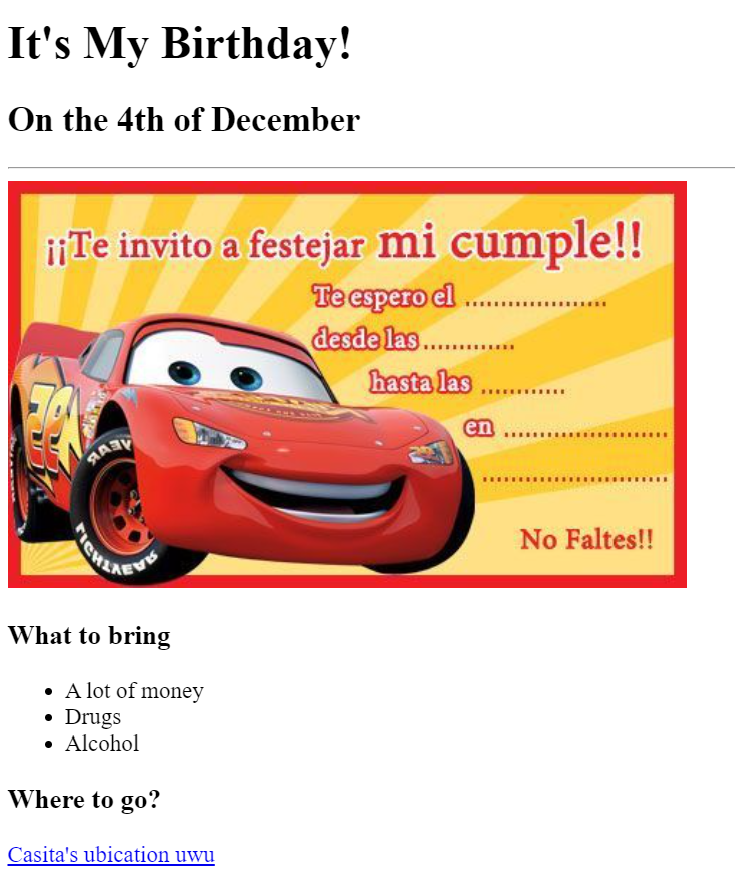 It's My Birthday!
On the 4th of December
¡¡Te invito a festejar mi cumple!!
Te espero el ....................
desde las .............
hasta las ............
en .......................
..........................
95
LIGHTYEAR
No Faltes!!
What to bring
A lot of money
Drugs
Alcohol
Where to go?
Casita's ubication uwu